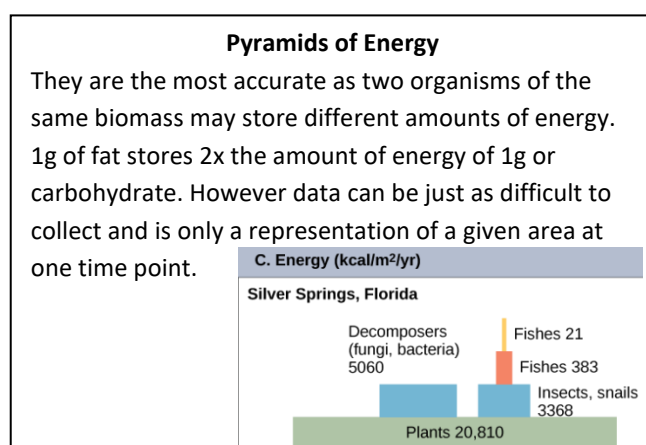 Pyramids of Energy
They are the most accurate as two organisms of the
same biomass may store different amounts of energy.
1g of fat stores 2x the amount of energy of 1g or
carbohydrate. However data can be just as difficult to
collect and is only a representation of a given area at
one time point.
C. Energy (kcal/m²/yr)
Silver Springs, Florida
Decomposers
(fungi, bacteria)
5060
Fishes 21
Fishes 383
Insects, snails
3368
Plants 20,810